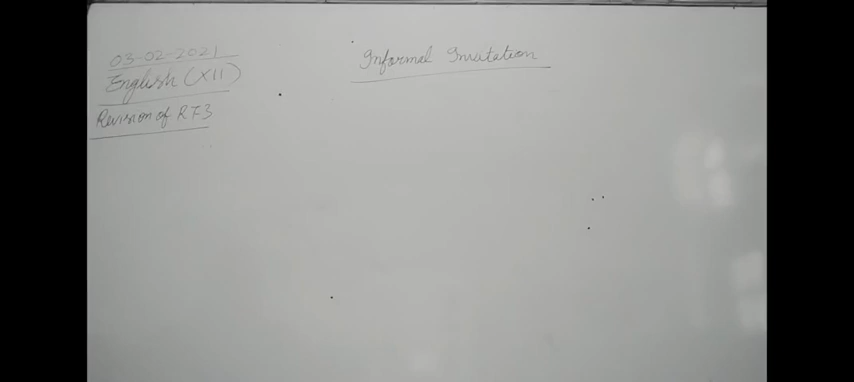 03-02-2021
English (XII)
Revision of RF3
Informal Invitation